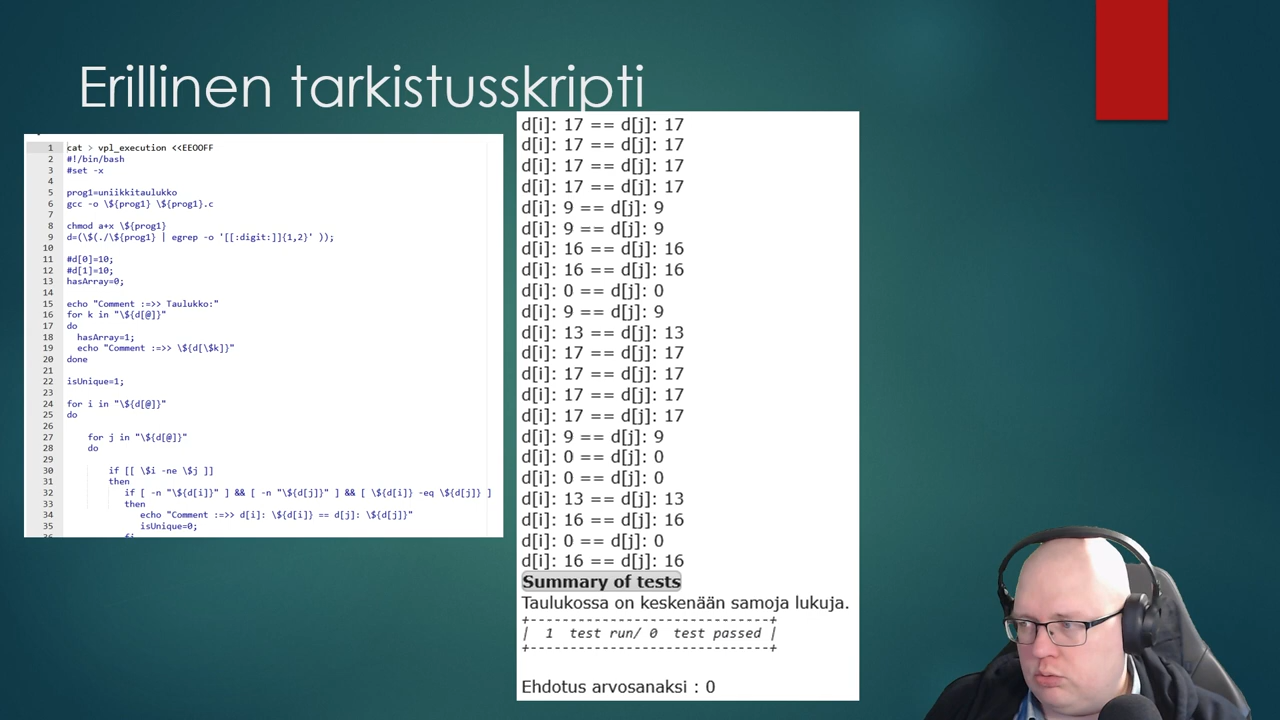 Erillinen tarkistusskripti
1 cat > vpl_execution <<EEOOFF
2 #!/bin/bash
3 #set -x
4
5 prog1=uniikkitaulukko
6 gcc -o \${prog1} \${prog1}.c
7
8 chmod a+x \${prog1}
9 d=(\$(./\${prog1} | egrep -o '[[:digit:]]{1,2}' ));
10
11 #d[0]=10;
12 #d[1]=10;
13 hasArray=0;
14
15 echo "Comment :=>> Taulukko:"
16 for k in "\${d[@]}"
17 do
18 hasArray=1;
19 echo "Comment :=>> \${d[\$k]}"
20 done
21
22 isUnique=1;
23
24 for i in "\${d[@]}"
25 do
26
27 for j in "\${d[@]}"
28 do
29
30 if [[ \$i -ne \$j ]]
31 then
32 if [ -n "\${d[i]}" ] && [ -n "\${d[j]}" ] && [ \${d[i]} -eq \${d[j]} ]
33 then
34 echo "Comment :=>> d[i]: \${d[i]} == d[j]: \${d[j]}"
35 isUnique=0;
36 fi
d[i]: 17 == d[j]: 17
d[i]: 17 == d[j]: 17
d[i]: 17 == d[j]: 17
d[i]: 17 == d[j]: 17
d[i]: 9 == d[j]: 9
d[i]: 9 == d[j]: 9
d[i]: 16 == d[j]: 16
d[i]: 16 == d[j]: 16
d[i]: 0 == d[j]: 0
d[i]: 9 == d[j]: 9
d[i]: 13 == d[j]: 13
d[i]: 17 == d[j]: 17
d[i]: 17 == d[j]: 17
d[i]: 17 == d[j]: 17
d[i]: 17 == d[j]: 17
d[i]: 9 == d[j]: 9
d[i]: 0 == d[j]: 0
d[i]: 0 == d[j]: 0
d[i]: 13 == d[j]: 13
d[i]: 16 == d[j]: 16
d[i]: 0 == d[j]: 0
d[i]: 16 == d[j]: 16
Summary of tests
Taulukossa on keskenään samoja lukuja.
+------------------------------+
| 1 test run/ 0 test passed |
+------------------------------+
Ehdotus arvosanaksi : 0